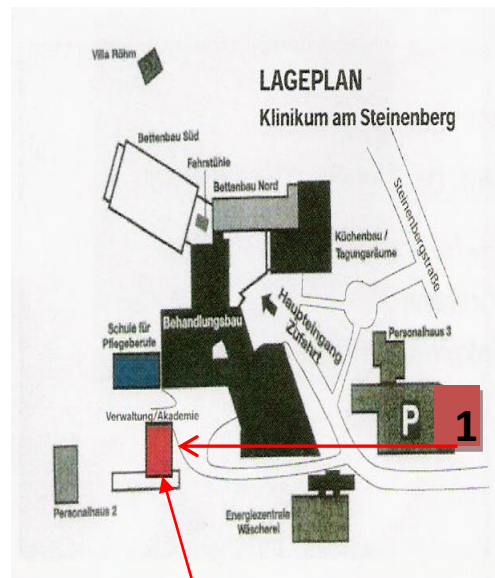 Villa Röhm
LAGEPLAN
Klinikum am Steinenberg
Bettenbau Süd
Fahrstühle
Bettenbau Nord
Steinenbergstraße
Küchenbau /
Tagungsräume
Haupteingang
Zufahrt
Schule für
Pflegeberufe
Behandlungsbau
Personalhaus 3
Verwaltung/Akademie
P
1
Personalhaus 2
Energiezentrale
Wäscherei